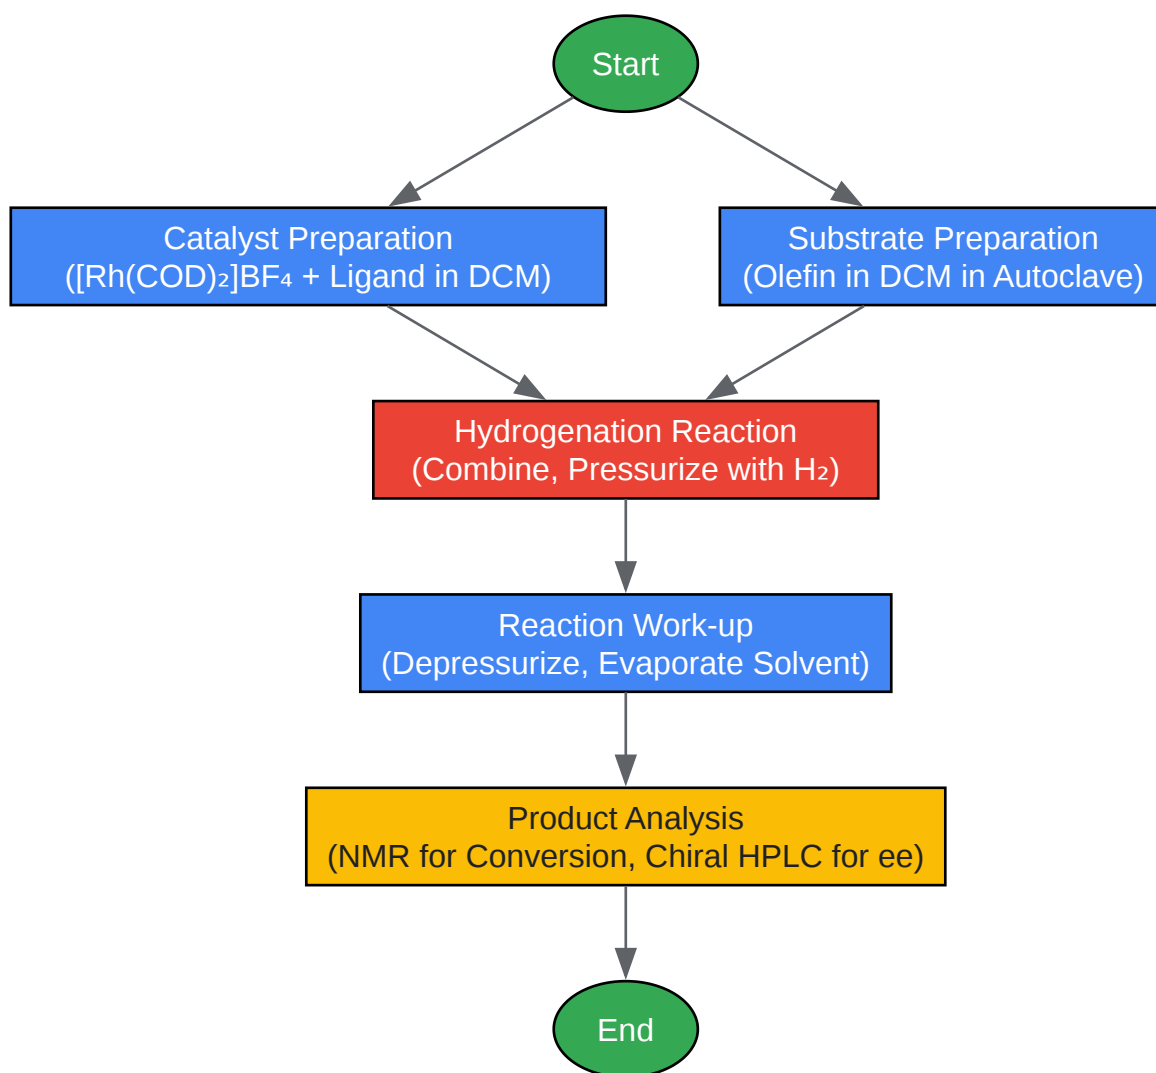 Start
Catalyst Preparation
([Rh(COD)₂]BF₄ + Ligand in DCM)
Substrate Preparation
(Olefin in DCM in Autoclave)
Hydrogenation Reaction
(Combine, Pressurize with H₂)
Reaction Work-up
(Depressurize, Evaporate Solvent)
Product Analysis
(NMR for Conversion, Chiral HPLC for ee)
End